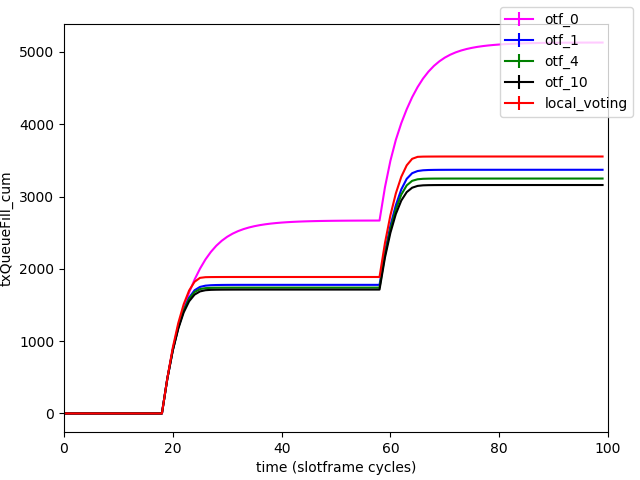 otf_0
otf_1
otf_4
otf_10
local_voting
5000
4000
3000
2000
1000
0
txQueueFill_cum
0 20 40 60 80 100
time (slotframe cycles)